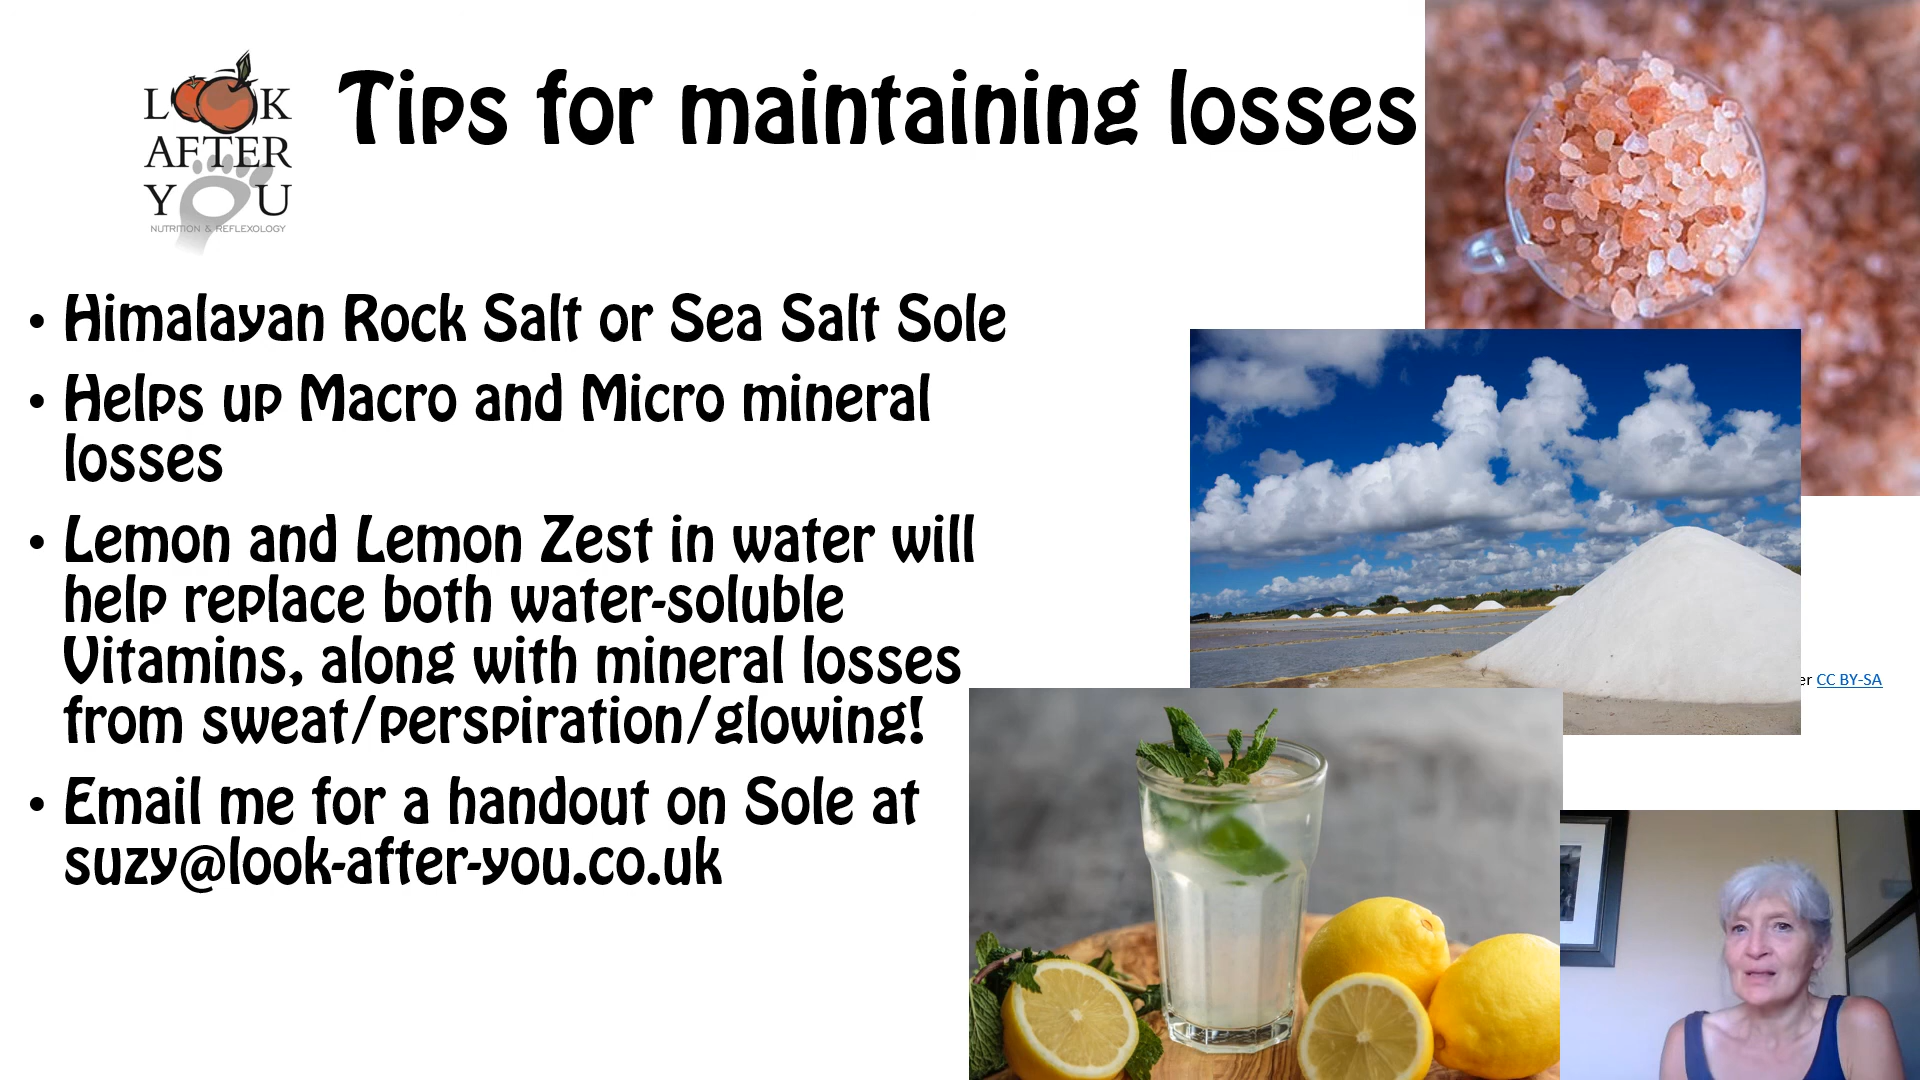 LOOK
AFTER
YOU
NUTRITION & REFLEXOLOGY
Tips for maintaining losses
• Himalayan Rock Salt or Sea Salt Sole
• Helps up Macro and Micro mineral
losses
• Lemon and Lemon Zest in water will
help replace both water-soluble
Vitamins, along with mineral losses
from sweat/perspiration/glowing!
• Email me for a handout on Sole at
suzy@look-after-you.co.uk
CC BY-SA